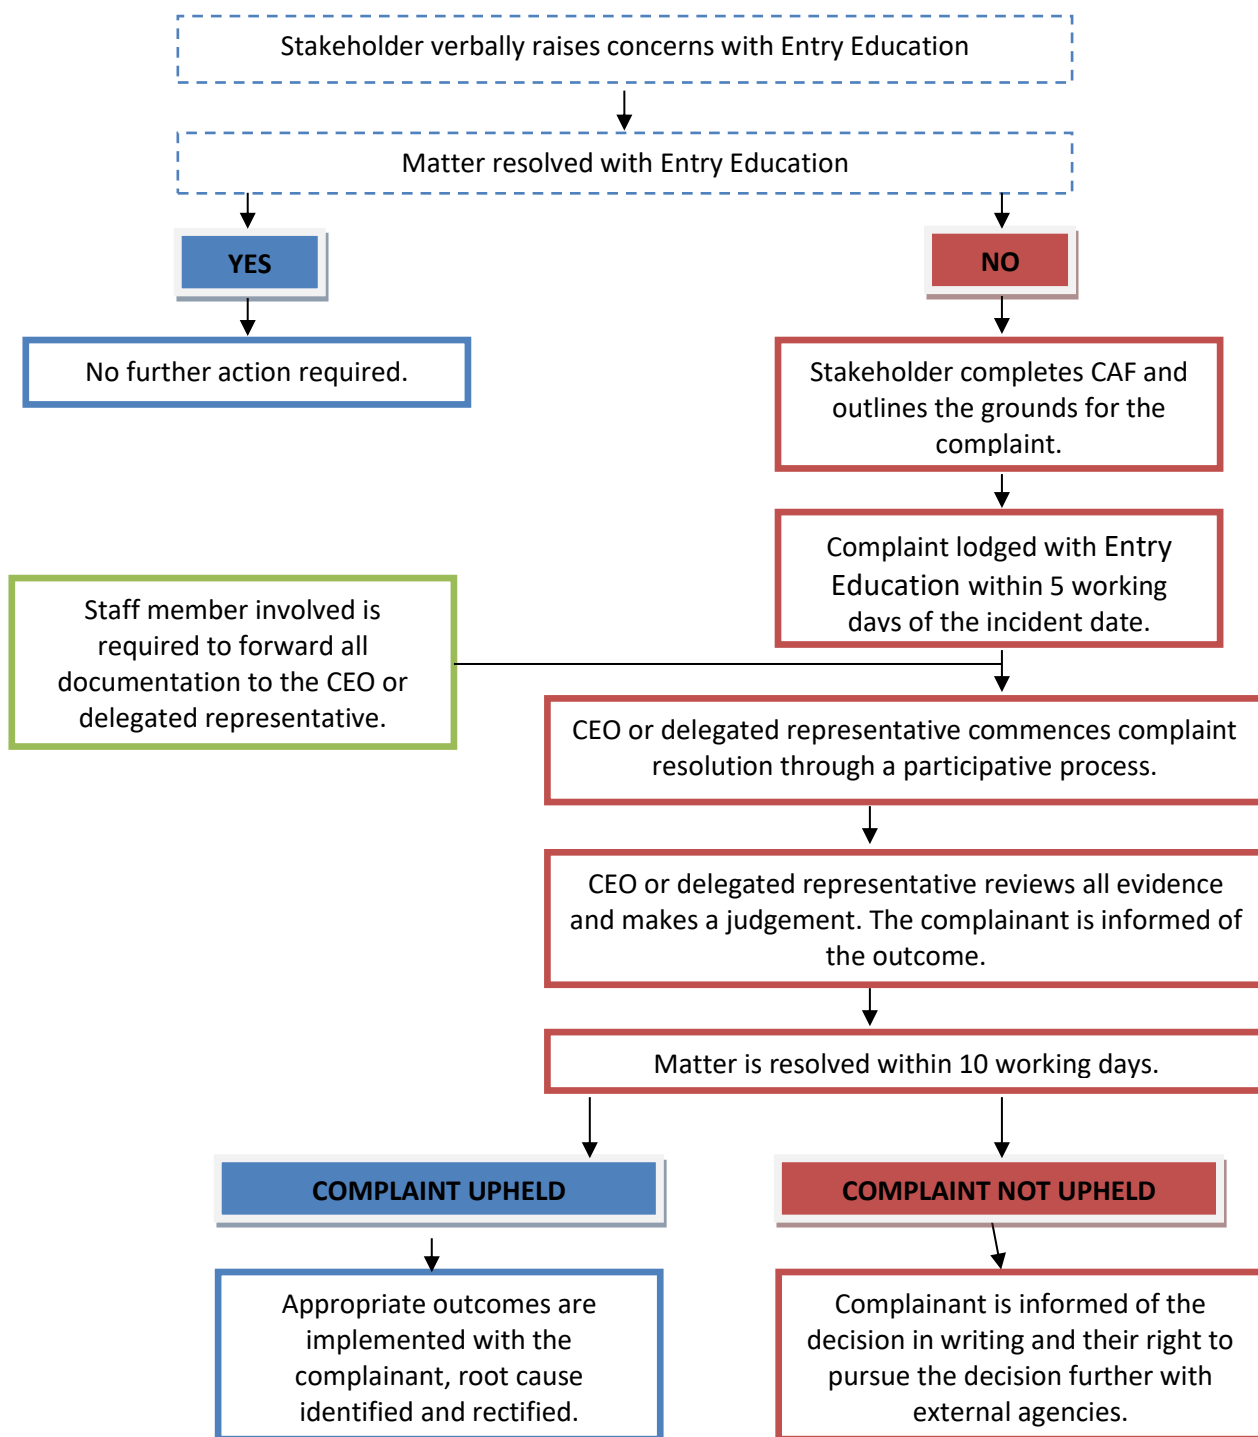 Stakeholder verbally raises concerns with Entry Education
Matter resolved with Entry Education
YES
NO
No further action required.
Stakeholder completes CAF and
outlines the grounds for the
complaint.
Complaint lodged with Entry
Education within 5 working
days of the incident date.
Staff member involved is
required to forward all
documentation to the CEO or
delegated representative.
CEO or delegated representative commences complaint
resolution through a participative process.
CEO or delegated representative reviews all evidence
and makes a judgement. The complainant is informed of
the outcome.
Matter is resolved within 10 working days.
COMPLAINT UPHELD
COMPLAINT NOT UPHELD
Appropriate outcomes are
implemented with the
complainant, root cause
identified and rectified.
Complainant is informed of the
decision in writing and their right to
pursue the decision further with
external agencies.